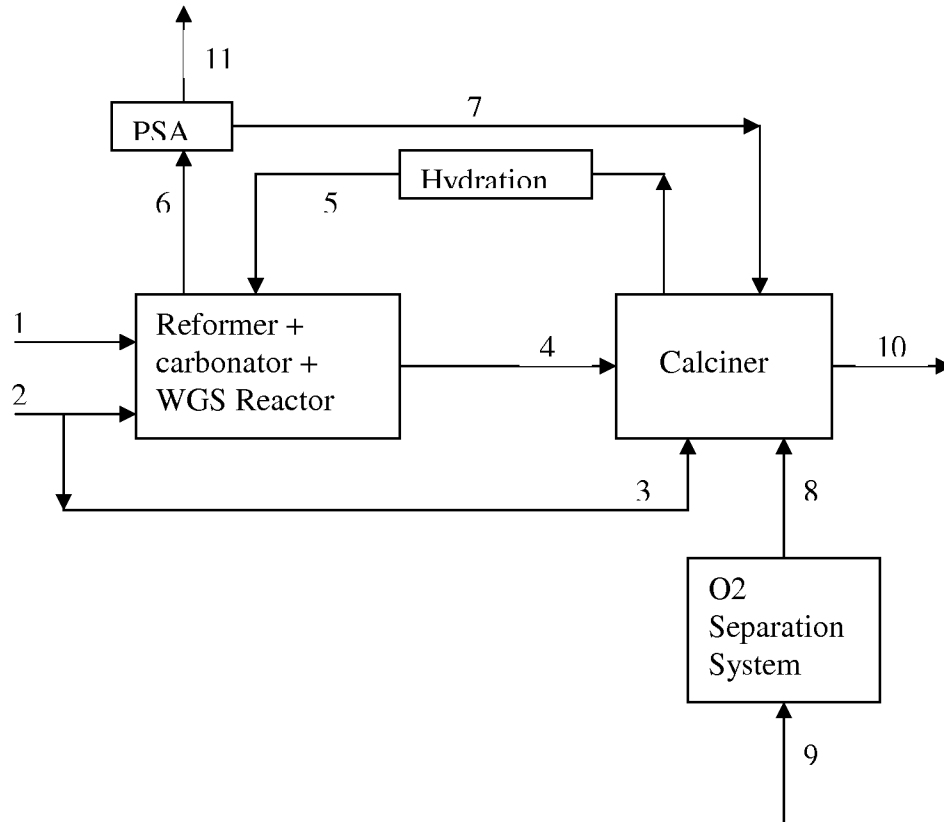 11
PSA
7
Hydration
6
5
1
Reformer +
carbonator +
WGS Reactor
4
Calciner
10
2
3
8
O2
Separation
System
9